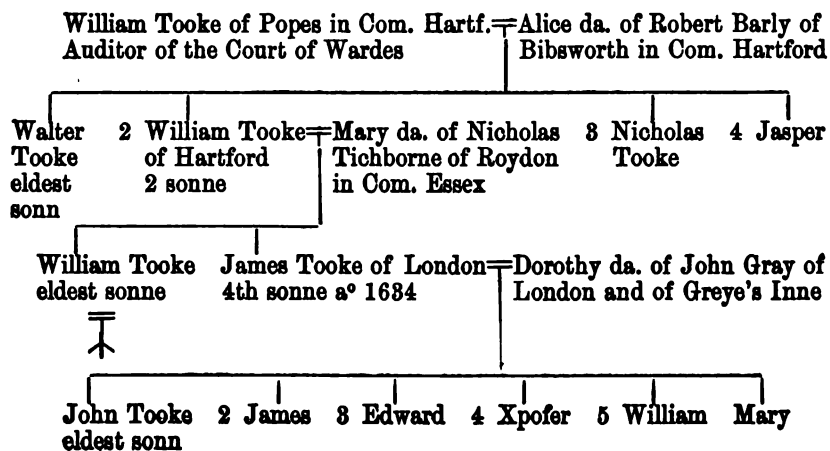 William Tooke of Popes in Com. Hartf. Alice da. of Robert Barly of
Auditor of the Court of Wardes Bibsworth in Com. Hartford
Walter 2 William Tooke Mary da. of Nicholas 3 Nicholas 4 Jasper
Tooke of Hartford Tichborne of Roydon Tooke
eldest 2 sonne in Com. Essex
sonn
William Tooke James Tooke of London Dorothy da. of John Gray of
eldest sonne 4th sonne aº 1634 London and of Greye's Inne
John Tooke 2 James 3 Edward 4 Xpofer 5 William Mary
eldest sonn